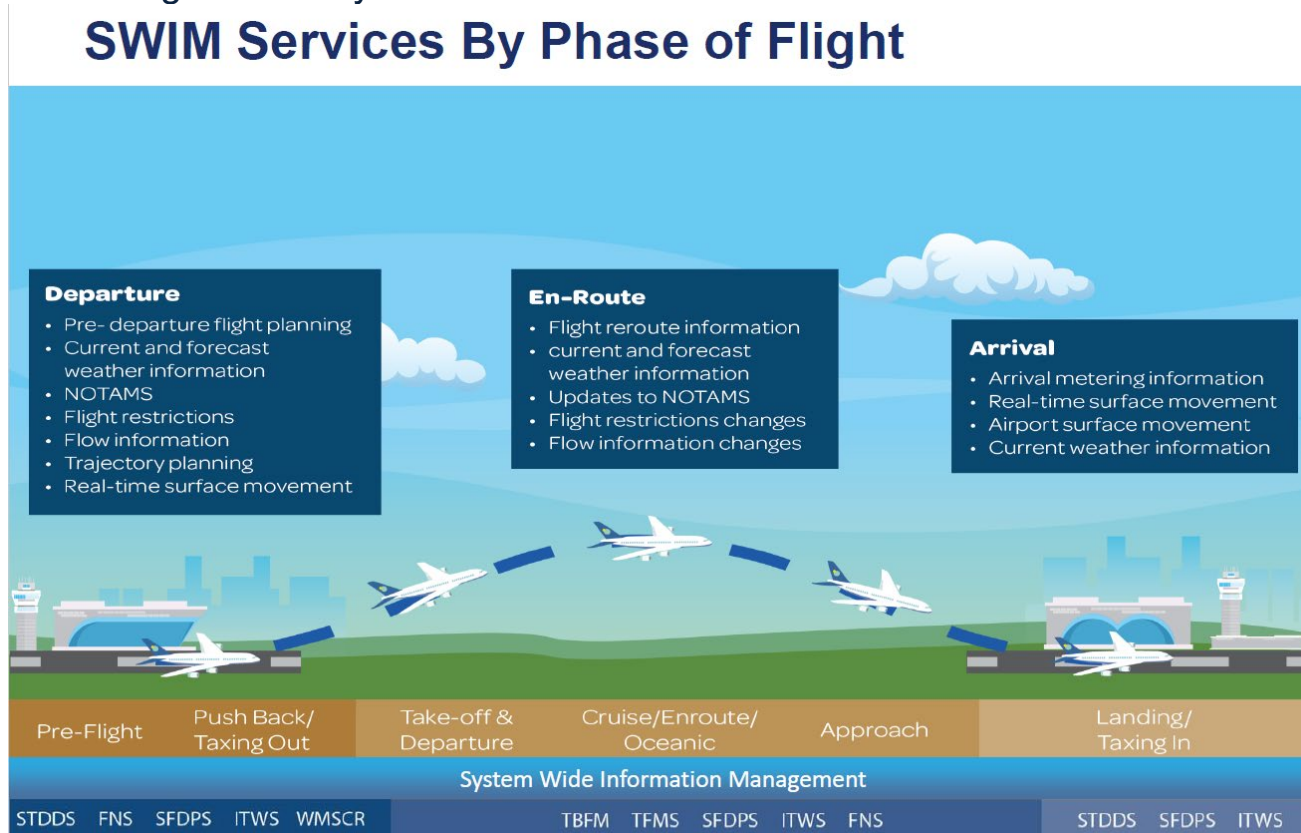 SWIM Services By Phase of Flight
Departure
• Pre- departure flight planning
• Current and forecast
weather information
• NOTAMS
• Flight restrictions
• Flow information
• Trajectory planning
• Real-time surface movement
En-Route
• Flight reroute information
• current and forecast
weather information
• Updates to NOTAMS
• Flight restrictions changes
• Flow information changes
Arrival
• Arrival metering information
• Real-time surface movement
• Airport surface movement
• Current weather information
Pre-Flight
Push Back/
Taxing Out
Take-off &
Departure
Cruise/Enroute/
Oceanic
Approach
Landing/
Taxing In
System Wide Information Management
STDDS FNS SFDPS ITWS WMSCR
TBFM TFMS SFDPS ITWS FNS
STDDS SFDPS ITWS